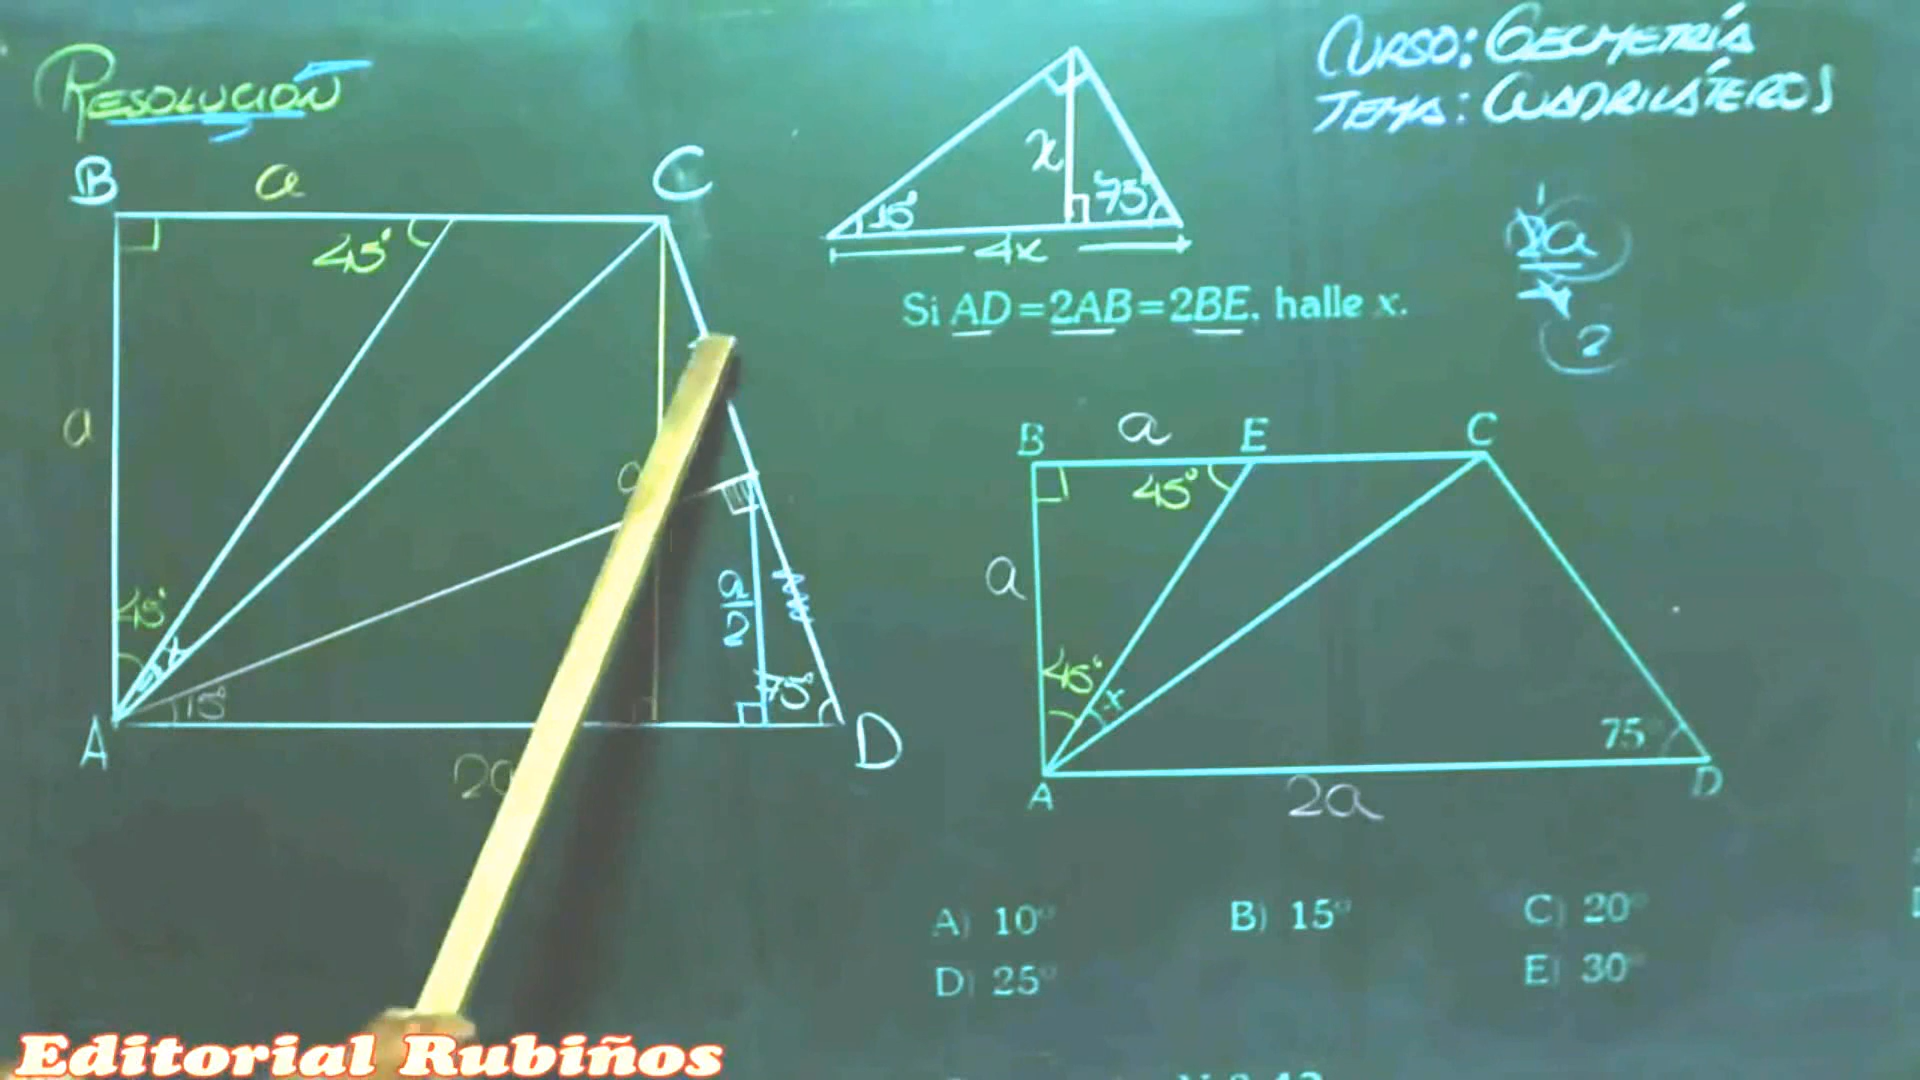 RESOLUCIÓN
CURSO: GEOMETRÍA
TEMA: CUADRILÁTEROS
B a C
45°
a
45°
x
15°
A
a
2
75°
D
x
15° 75°
4x
2a
2
Si AD=2AB=2BE, halle x.
B a E C
45°
a
45°
x
75°
A 2a D
A) 10° B) 15° C) 20°
D) 25° E) 30°
Editorial Rubiños